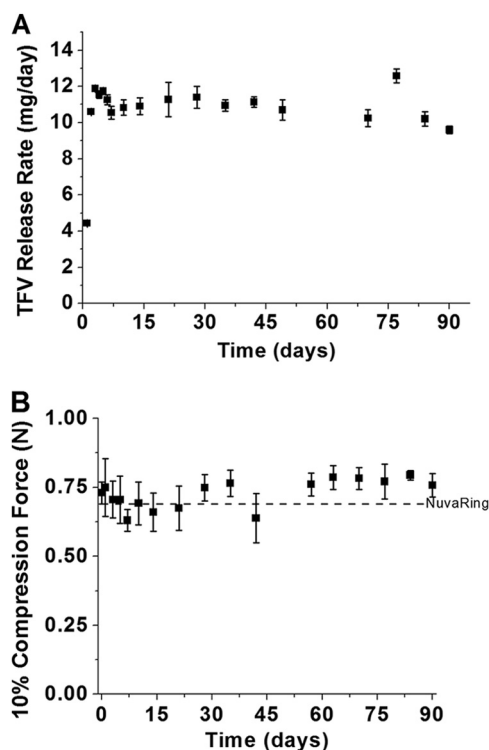 A
TFV Release Rate (mg/day)
14
12
10
8
6
4
2
0
0 15 30 45 60 75 90
Time (days)
B
10% Compression Force (N)
1.00
0.75
0.50
0.25
0.00
NuvaRing
0 15 30 45 60 75 90
Time (days)